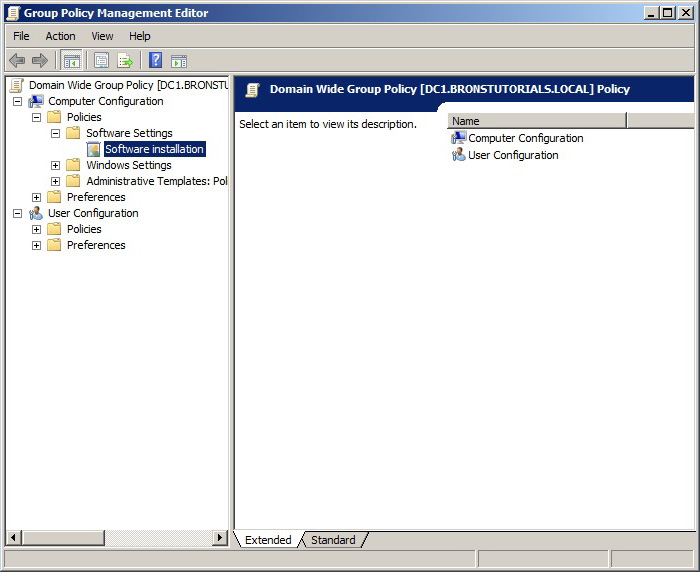 Group Policy Management Editor
File Action View Help
Domain Wide Group Policy [DC1.BRONSTU
Computer Configuration
Policies
Software Settings
Software installation
Windows Settings
Administrative Templates: Pol
Preferences
User Configuration
Policies
Preferences
Domain Wide Group Policy [DC1.BRONSTUTORIALS.LOCAL] Policy
Select an item to view its description.
Name
Computer Configuration
User Configuration
Extended Standard